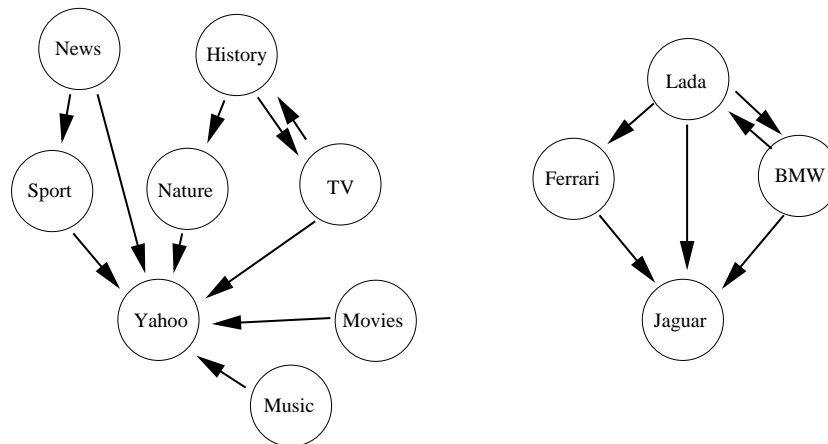 News
History
Lada
Sport
Nature
TV
Ferrari
BMW
Yahoo
Movies
Jaguar
Music